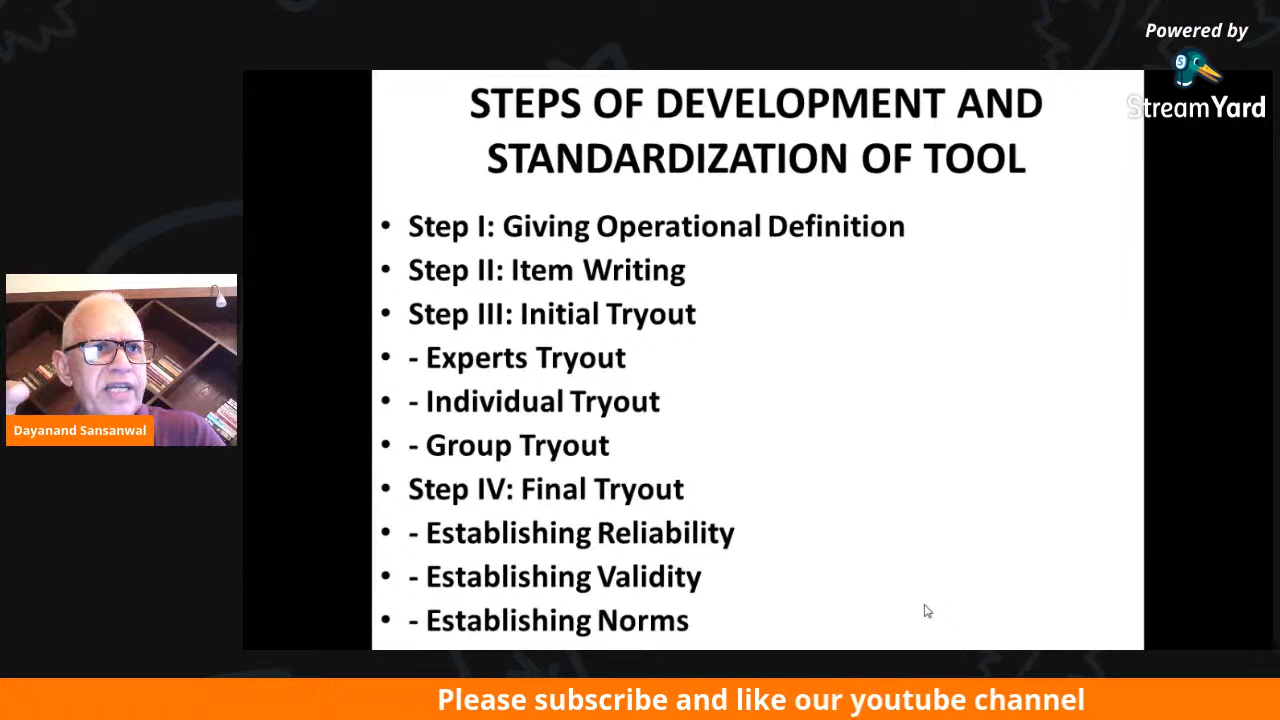 Powered by
StreamYard
STEPS OF DEVELOPMENT AND
STANDARDIZATION OF TOOL
• Step I: Giving Operational Definition
• Step II: Item Writing
• Step III: Initial Tryout
• - Experts Tryout
• - Individual Tryout
• - Group Tryout
• Step IV: Final Tryout
• - Establishing Reliability
• - Establishing Validity
• - Establishing Norms
Dayanand Sansanwal
Please subscribe and like our youtube channel